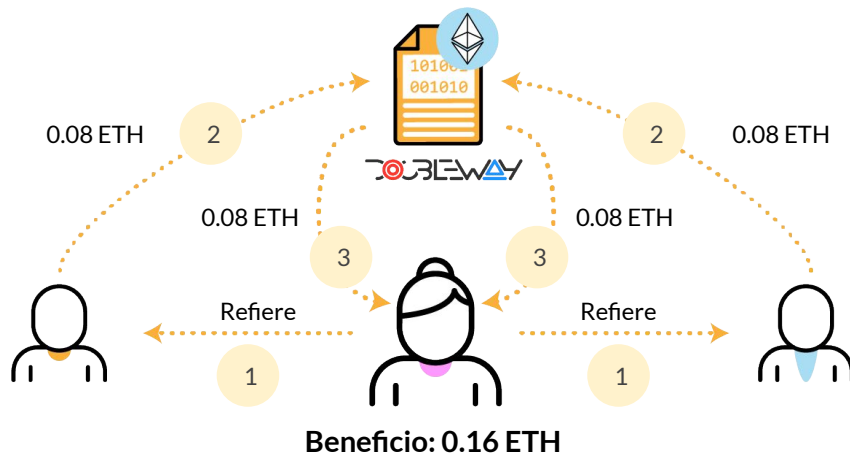 101001
001010
DOUBLEWAY
0.08 ETH
2
2
0.08 ETH
0.08 ETH
0.08 ETH
3
3
Refiere
Refiere
1
1
Beneficio: 0.16 ETH